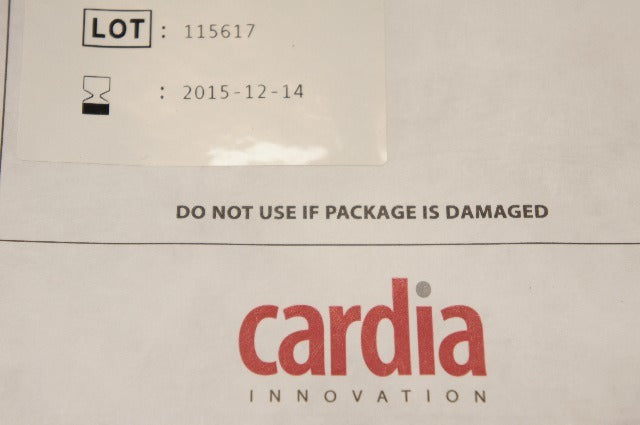 LOT : 115617
: 2015-12-14
DO NOT USE IF PACKAGE IS DAMAGED
cardia
INNOVATION